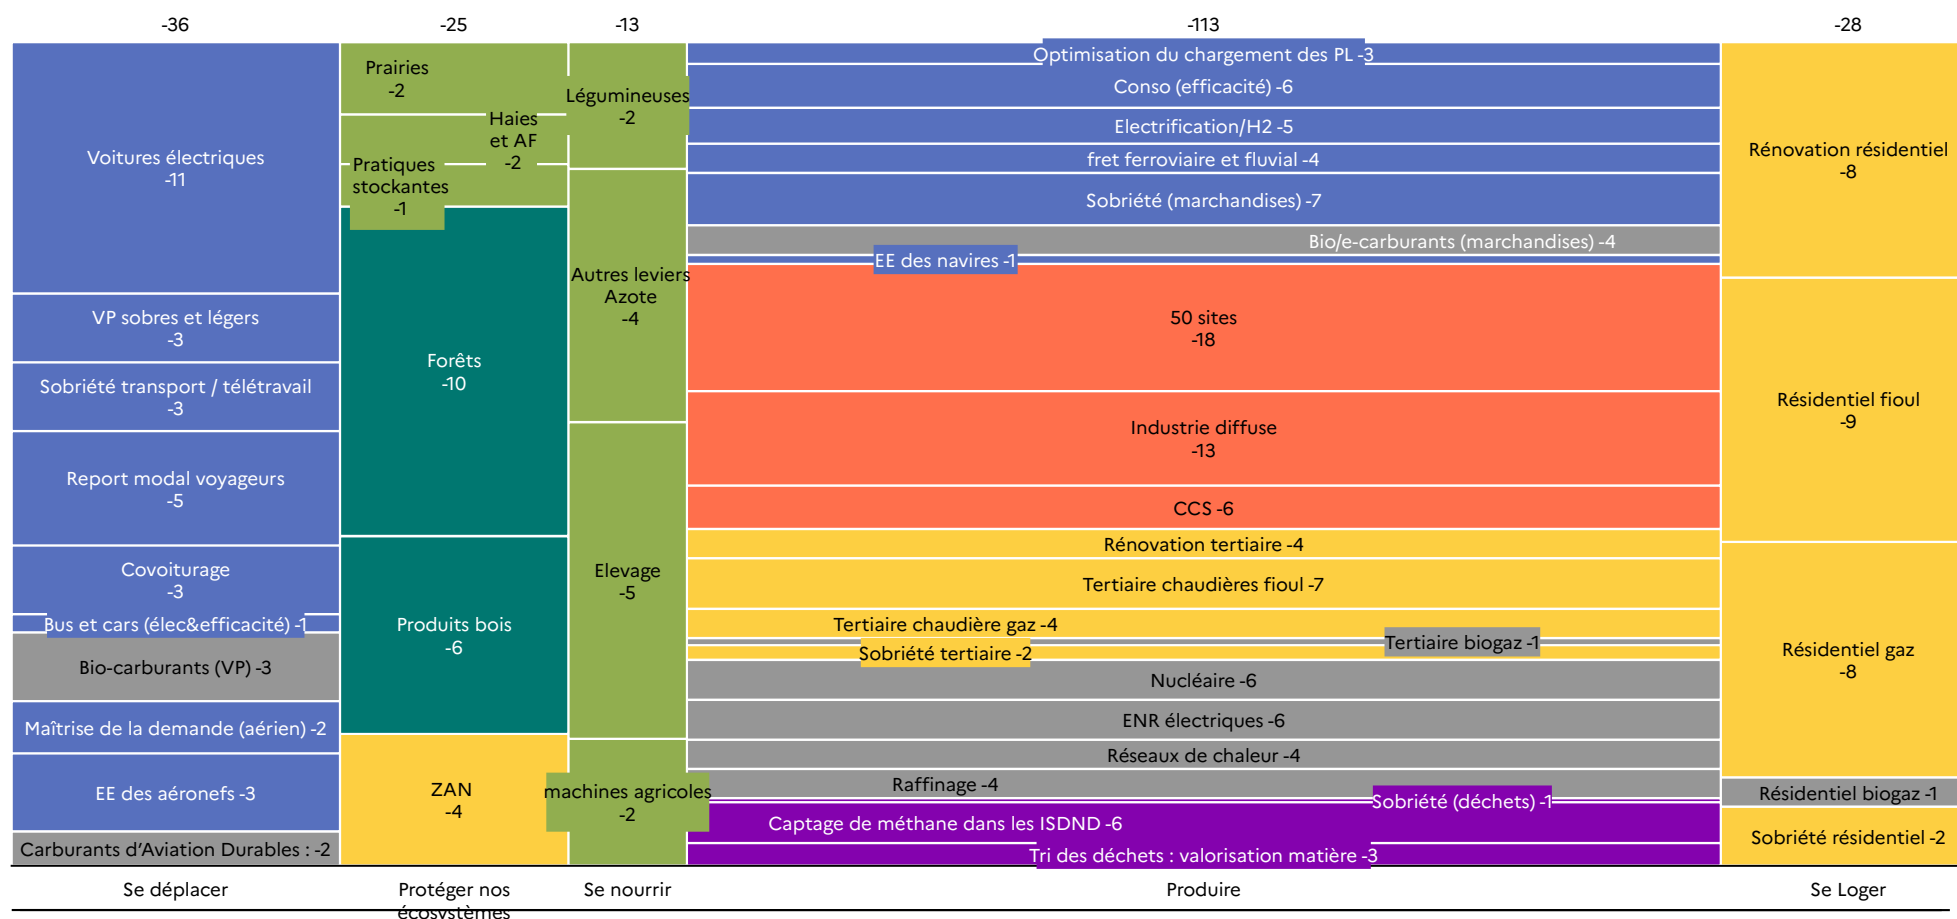 -36
-25
-13
-113
-28
Voitures électriques
-11
VP sobres et légers
-3
Sobriété transport / télétravail
-3
Report modal voyageurs
-5
Covoiturage
-3
Bus et cars (élec&efficacité) -1
Bio-carburants (VP) -3
Maîtrise de la demande (aérien) -2
EE des aéronefs -3
Carburants d’Aviation Durables : -2
Prairies
-2
Haies
et AF
-2
Pratiques
stockantes
-1
Forêts
-10
Produits bois
-6
ZAN
-4
Légumineuses
-2
Autres leviers
Azote
-4
Elevage
-5
machines agricoles
-2
Optimisation du chargement des PL -3
Conso (efficacité) -6
Electrification/H2 -5
fret ferroviaire et fluvial -4
Sobriété (marchandises) -7
Bio/e-carburants (marchandises) -4
EE des navires -1
50 sites
-18
Industrie diffuse
-13
CCS -6
Rénovation tertiaire -4
Tertiaire chaudières fioul -7
Tertiaire chaudière gaz -4
Tertiaire biogaz -1
Sobriété tertiaire -2
Nucléaire -6
ENR électriques -6
Réseaux de chaleur -4
Raffinage -4
Sobriété (déchets) -1
Captage de méthane dans les ISDND -6
Tri des déchets : valorisation matière -3
Rénovation résidentiel
-8
Résidentiel fioul
-9
Résidentiel gaz
-8
Résidentiel biogaz -1
Sobriété résidentiel -2
Se déplacer
Protéger nos
écosystèmes
Se nourrir
Produire
Se Loger